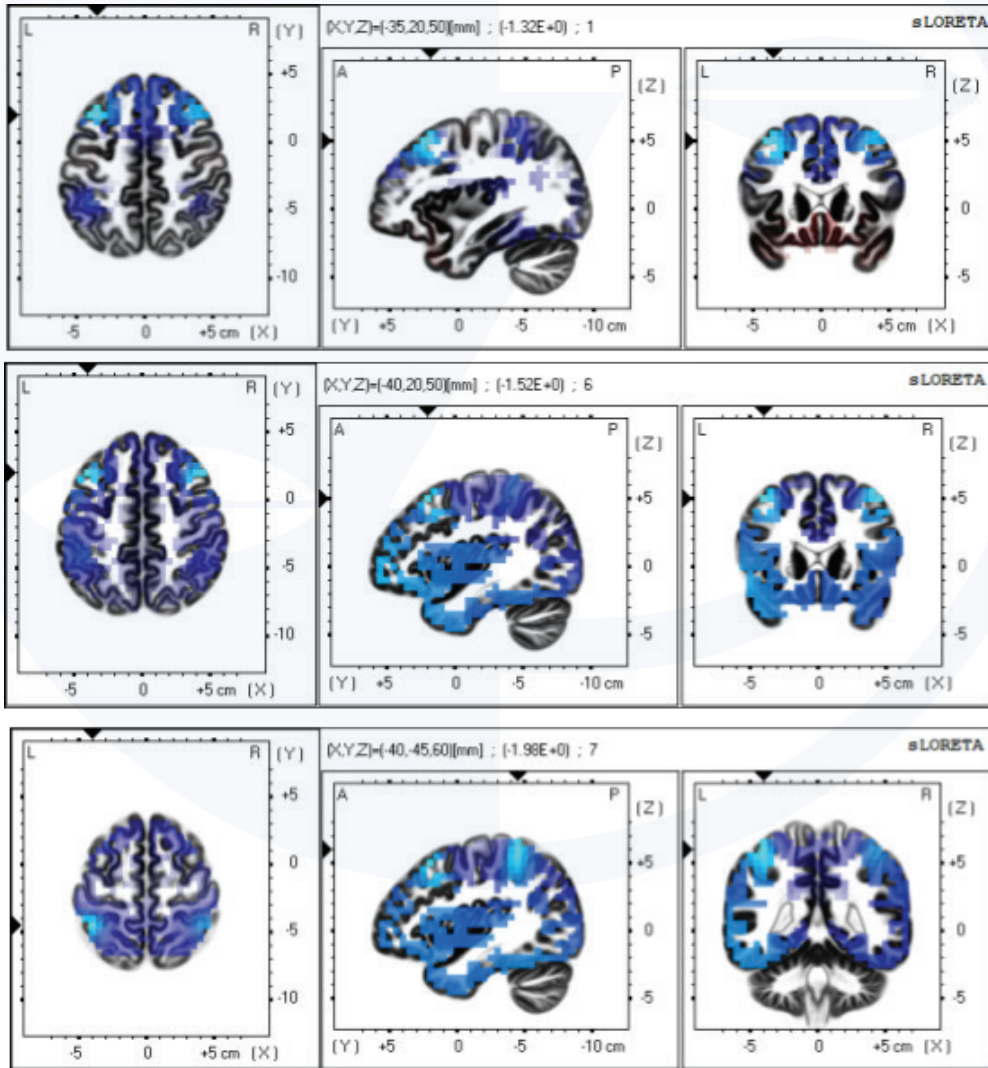 L R (Y) (X,Y,Z)=(-35,20,50)[mm] ; (-1.32E+0) ; 1 sLORETA
A P (Z) L R (Z)
+5 +5 +5
0 0 0
-5 -5 -5
-10
-5 0 +5 cm (X) (Y) +5 0 -5 -10 cm -5 0 +5 cm (X)
L R (Y) (X,Y,Z)=(-40,20,50)[mm] ; (-1.52E+0) ; 6 sLORETA
A P (Z) L R (Z)
+5 +5 +5
0 0 0
-5 -5 -5
-10
-5 0 +5 cm (X) (Y) +5 0 -5 -10 cm -5 0 +5 cm (X)
L R (Y) (X,Y,Z)=(-40,-45,60)[mm] ; (-1.98E+0) ; 7 sLORETA
A P (Z) L R (Z)
+5 +5 +5
0 0 0
-5 -5 -5
-10
-5 0 +5 cm (X) (Y) +5 0 -5 -10 cm -5 0 +5 cm (X)